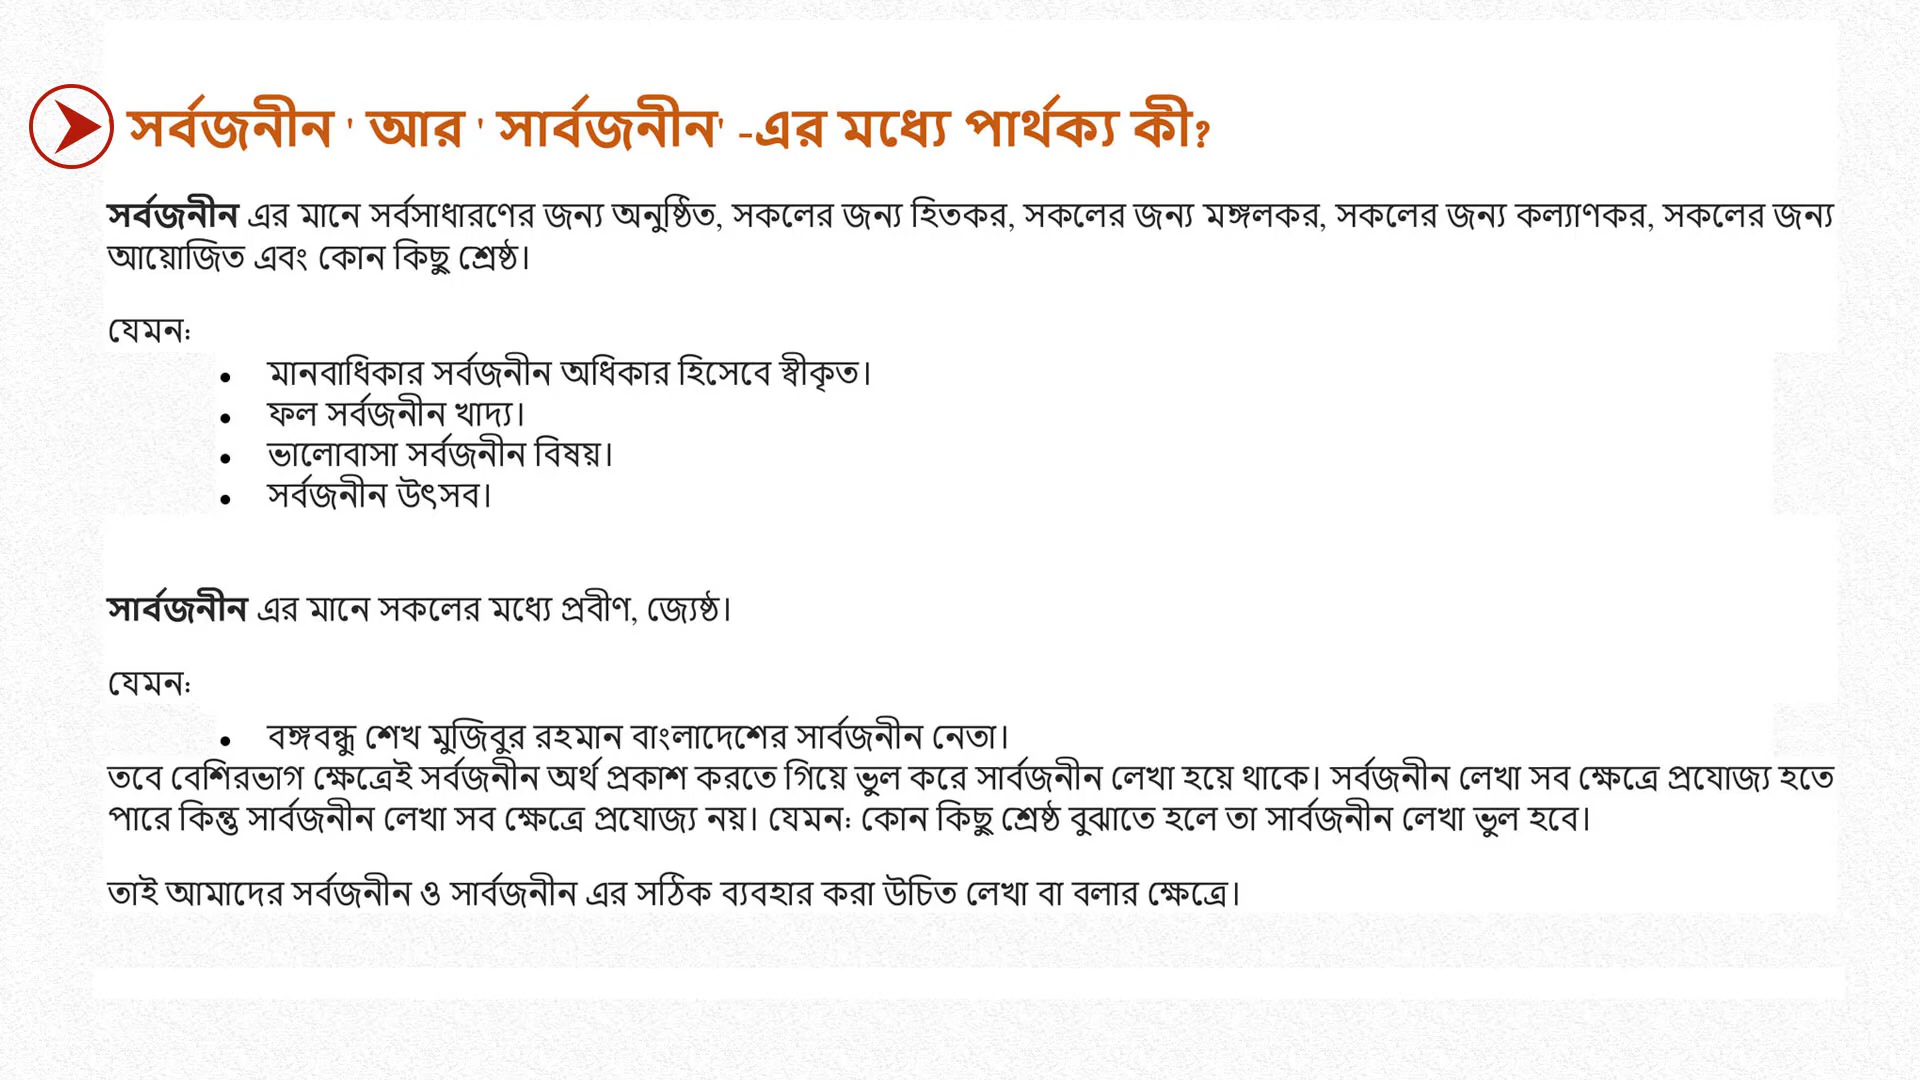 সর্বজনীন ' আর ' সার্বজনীন' -এর মধ্যে পার্থক্য কী?
সর্বজনীন এর মানে সর্বসাধারণের জন্য অনুষ্ঠিত, সকলের জন্য হিতকর, সকলের জন্য মঙ্গলকর, সকলের জন্য কল্যাণকর, সকলের জন্য
আয়োজিত এবং কোন কিছু শ্রেষ্ঠ।
যেমন:
• মানবাধিকার সর্বজনীন অধিকার হিসেবে স্বীকৃত।
• ফল সর্বজনীন খাদ্য।
• ভালোবাসা সর্বজনীন বিষয়।
• সর্বজনীন উৎসব।
সার্বজনীন এর মানে সকলের মধ্যে প্রবীণ, জ্যেষ্ঠ।
যেমন:
• বঙ্গবন্ধু শেখ মুজিবুর রহমান বাংলাদেশের সার্বজনীন নেতা।
তবে বেশিরভাগ ক্ষেত্রেই সর্বজনীন অর্থ প্রকাশ করতে গিয়ে ভুল করে সার্বজনীন লেখা হয়ে থাকে। সর্বজনীন লেখা সব ক্ষেত্রে প্রযোজ্য হতে
পারে কিন্তু সার্বজনীন লেখা সব ক্ষেত্রে প্রযোজ্য নয়। যেমন: কোন কিছু শ্রেষ্ঠ বুঝাতে হলে তা সার্বজনীন লেখা ভুল হবে।
তাই আমাদের সর্বজনীন ও সার্বজনীন এর সঠিক ব্যবহার করা উচিত লেখা বা বলার ক্ষেত্রে।